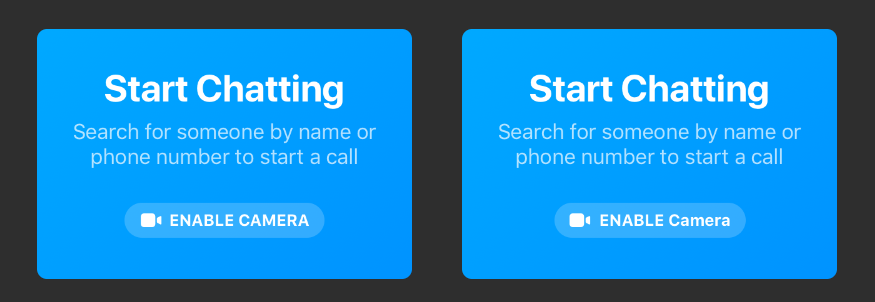 Start Chatting
Search for someone by name or
phone number to start a call
ENABLE CAMERA
Start Chatting
Search for someone by name or
phone number to start a call
ENABLE Camera